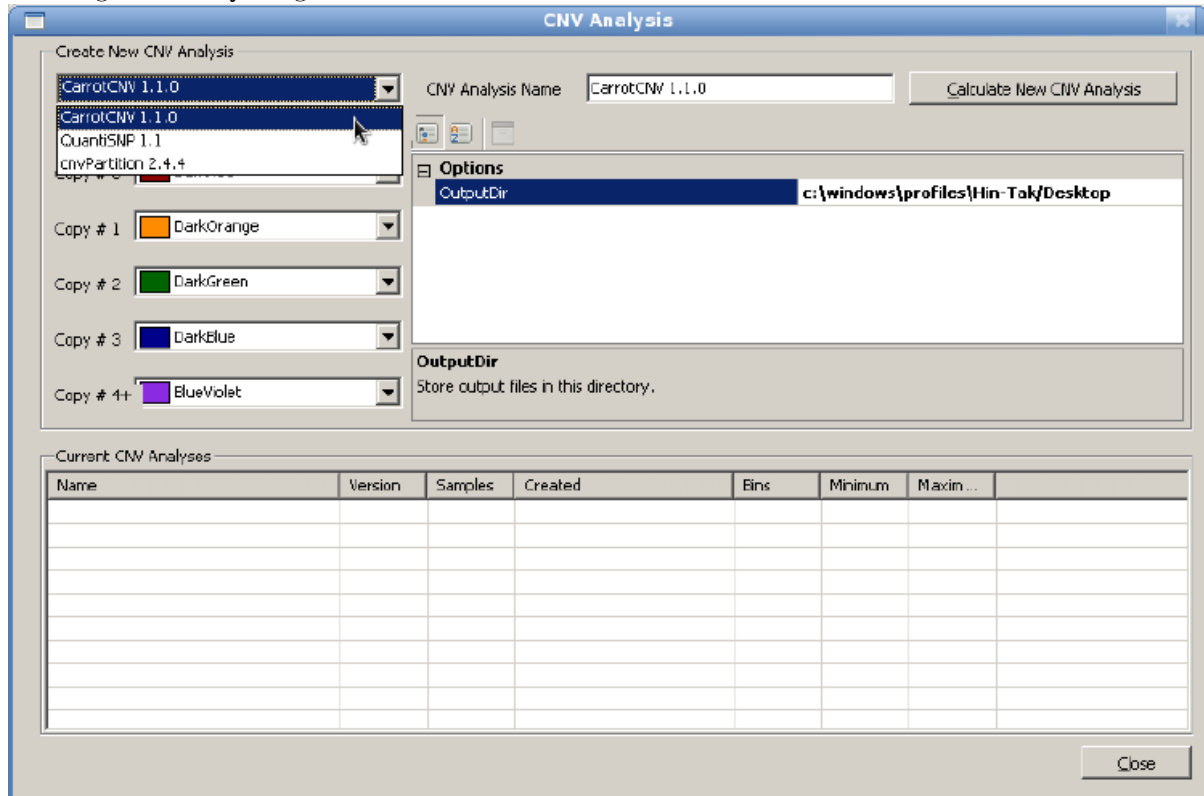 CNV Analysis
Create New CNV Analysis
CarrotCNV 1.1.0
CNV Analysis Name
CarrotCNV 1.1.0
Calculate New CNV Analysis
CarrotCNV 1.1.0
QuantiSNP 1.1
cnvPartition 2.4.4
Options
OutputDir
c:\windows\profiles\Hin-Tak/Desktop
Copy # 1
DarkOrange
Copy # 2
DarkGreen
Copy # 3
DarkBlue
Copy # 4+
BlueViolet
OutputDir
Store output files in this directory.
Current CNV Analyses
Name Version Samples Created Bins Minimum Maxim...
Close